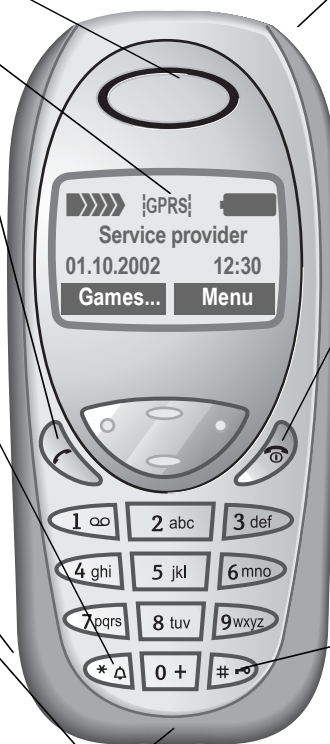 GPRS
Service provider
01.10.2002 12:30
Games... Menu
1 2 abc 3 def
4 ghi 5 jkl 6 mno
7pqrs 8 tuv 9wxyz
* 0 + #